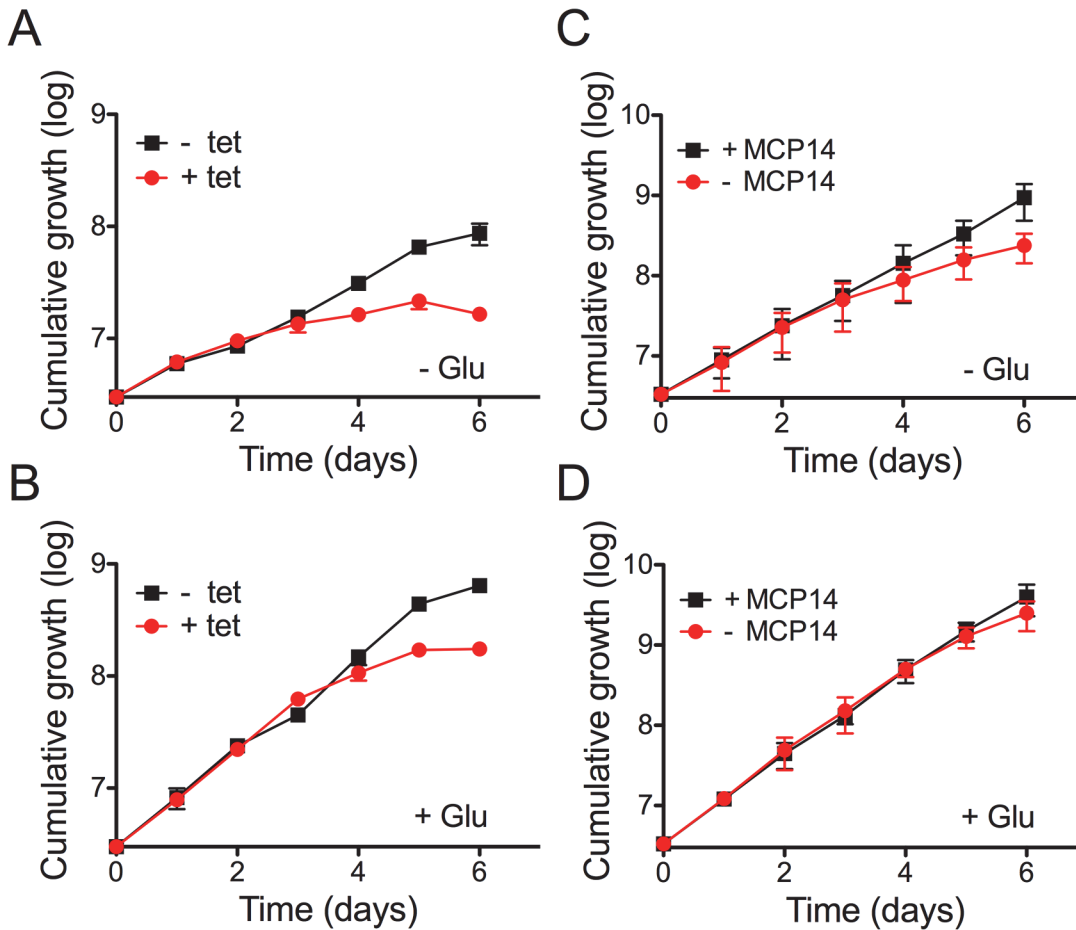 A
Cumulative growth (log)
9
8
7
- tet
+ tet
- Glu
0
2
4
6
Time (days)
C
Cumulative growth (log)
10
9
8
7
+ MCP14
- MCP14
- Glu
0
2
4
6
Time (days)
B
Cumulative growth (log)
9
8
7
- tet
+ tet
+ Glu
0
2
4
6
Time (days)
D
Cumulative growth (log)
10
9
8
7
+ MCP14
- MCP14
+ Glu
0
2
4
6
Time (days)